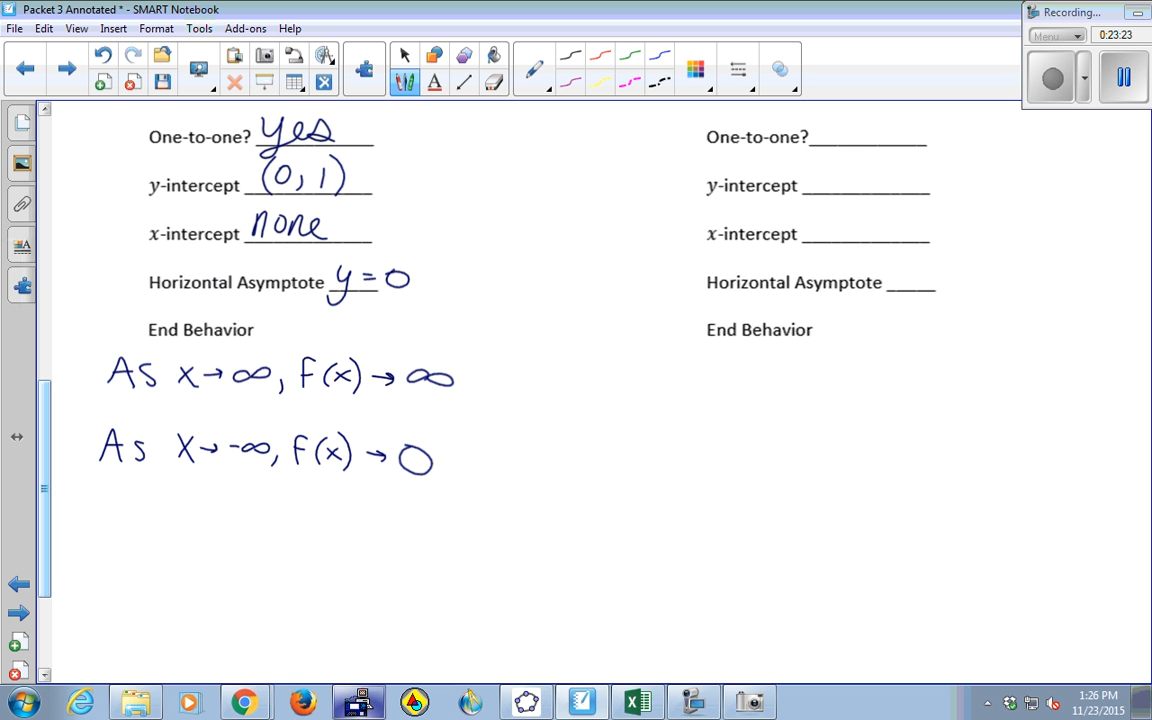 Packet 3 Annotated * - SMART Notebook
Recording...
File Edit View Insert Format Tools Add-ons Help
Menu
00:23:23
One-to-one? yes
y-intercept (0, 1)
x-intercept none
Horizontal Asymptote y = 0
End Behavior
As x→∞, f(x)→∞
As x→-∞, f(x)→0
One-to-one?
y-intercept
x-intercept
Horizontal Asymptote
End Behavior
1:26 PM
11/23/2015